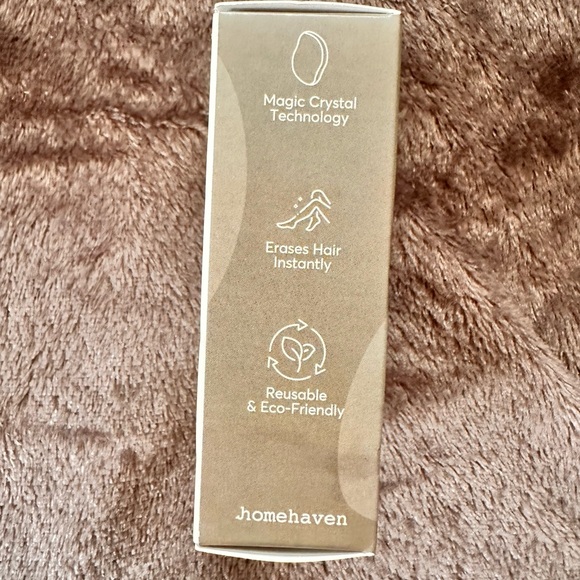 Magic Crystal
Technology
Erases Hair
Instantly
Reusable
& Eco-Friendly
.homehaven